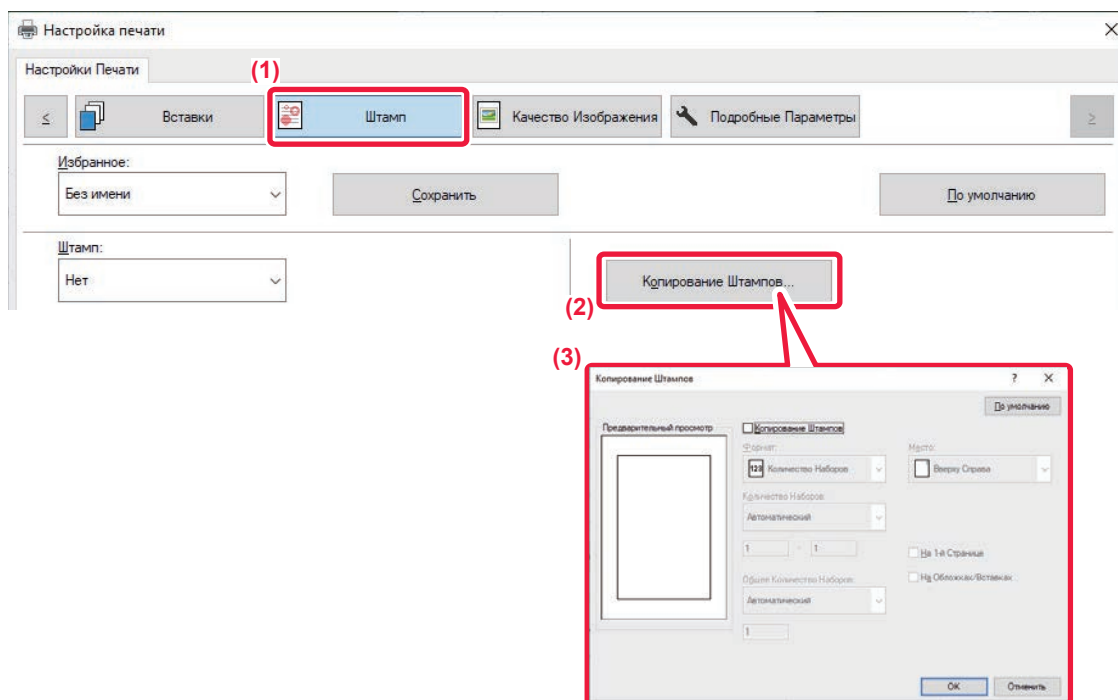 Настройка печати
Настройки Печати
(1)
<
Вставки
Штамп
Качество Изображения
Подробные Параметры
>
Избранное:
Без имени
Сохранить
По умолчанию
Штамп:
Нет
Копирование Штампов...
(2)
(3)
Копирование Штампов
?
По умолчанию
Предварительный просмотр
Копирование Штампов
Формат:
Место:
123 Количество Наборов
Вверху Справа
Количество Наборов:
Автоматический
1 - 1
На 1-й Странице
На Обложках/Вставках
Общее Количество Наборов:
Автоматический
1
OK
Отменить